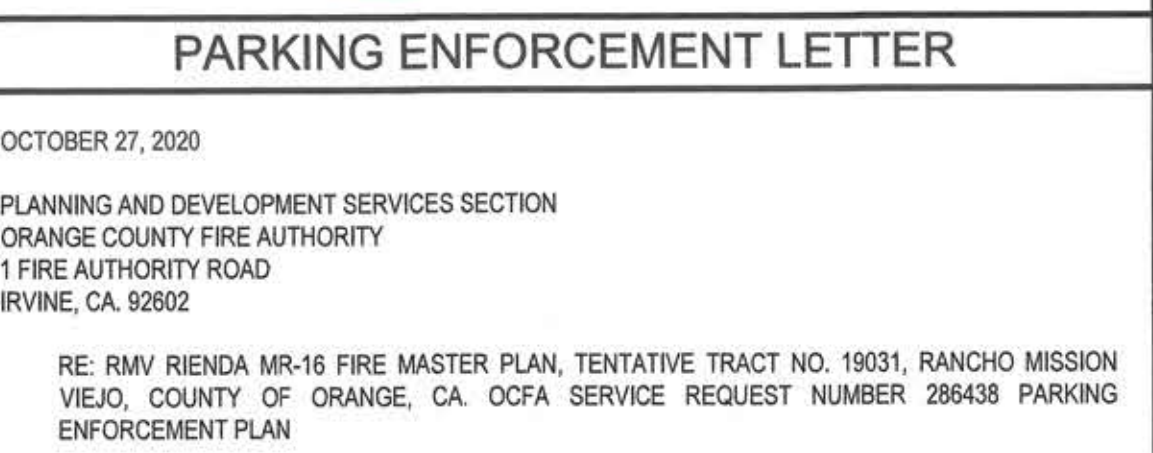 PARKING ENFORCEMENT LETTER
OCTOBER 27, 2020
PLANNING AND DEVELOPMENT SERVICES SECTION
ORANGE COUNTY FIRE AUTHORITY
1 FIRE AUTHORITY ROAD
IRVINE, CA. 92602
RE: RMV RIENDA MR-16 FIRE MASTER PLAN, TENTATIVE TRACT NO. 19031, RANCHO MISSION
VIEJO, COUNTY OF ORANGE, CA. OCFA SERVICE REQUEST NUMBER 286438 PARKING
ENFORCEMENT PLAN